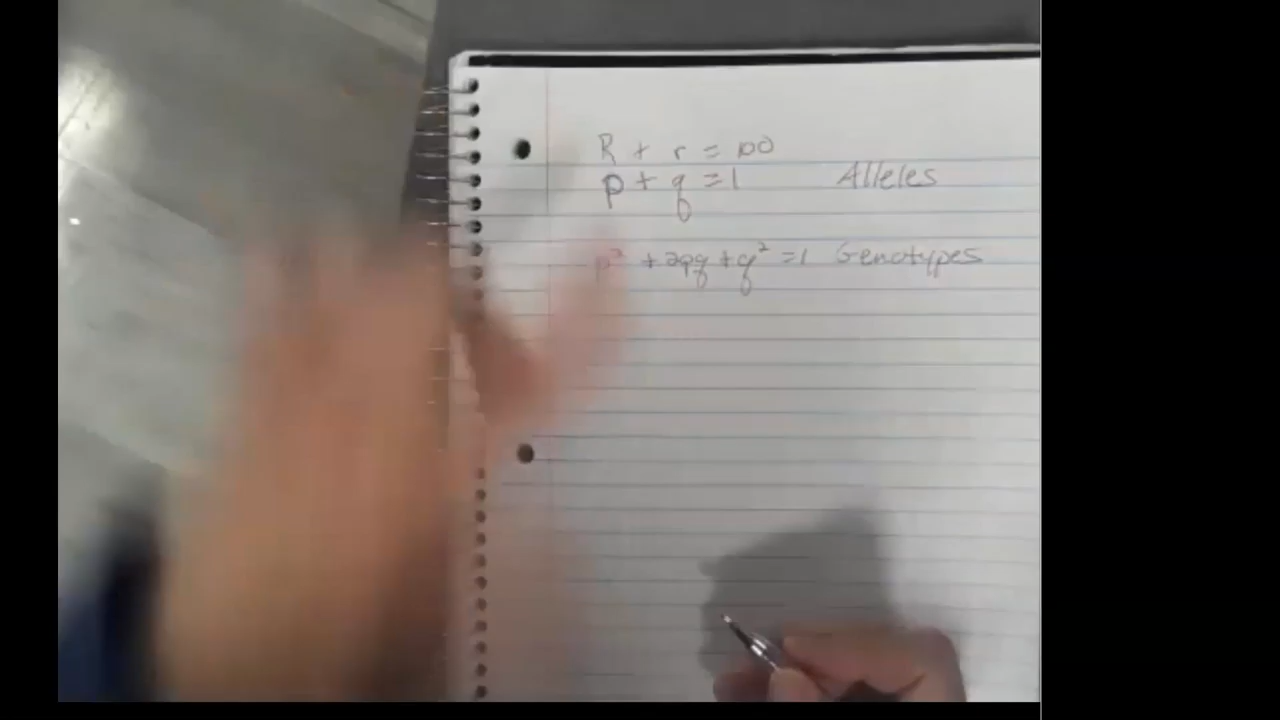 R + r = 100
p + q = 1 Alleles
p² + 2pq + q² = 1 Genotypes